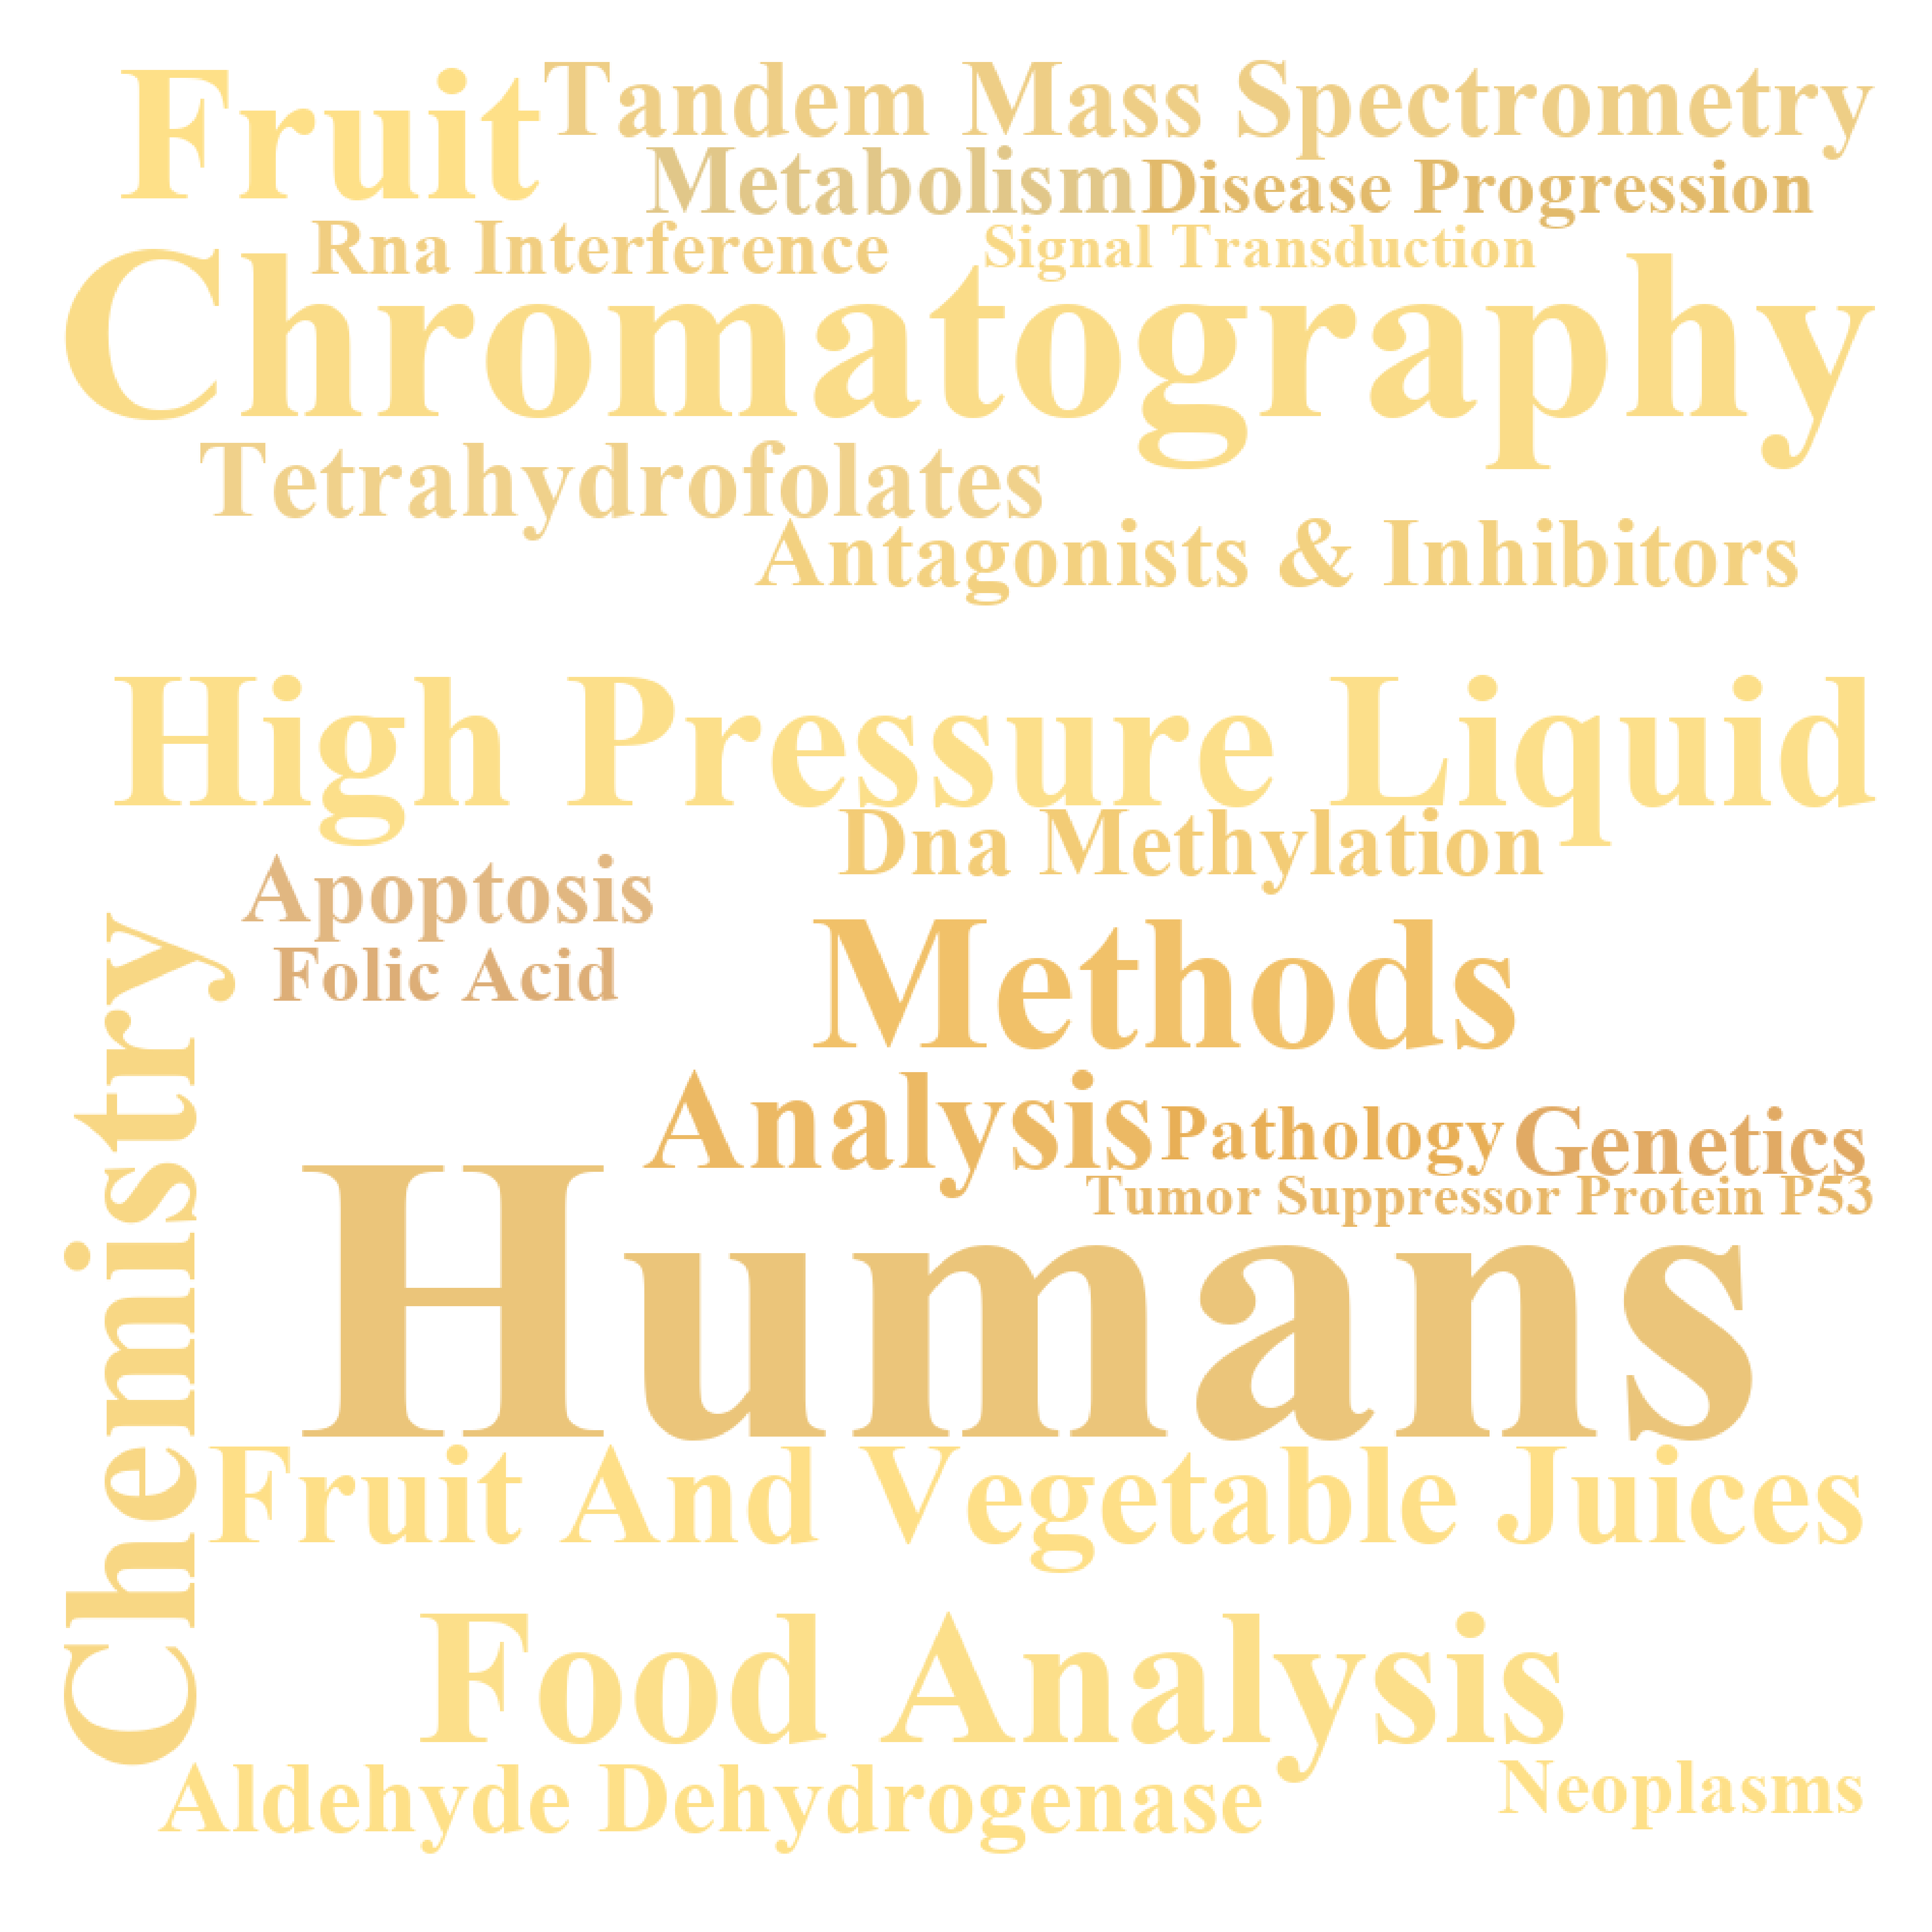 Fruit
Tandem Mass Spectrometry
Metabolism
Disease Progression
Rna Interference
Signal Transduction
Chromatography
Tetrahydrofolates
Antagonists & Inhibitors
High Pressure Liquid
Dna Methylation
Apoptosis
Folic Acid
Methods
Chemistry
Analysis
Pathology
Genetics
Tumor Suppressor Protein P53
Humans
Fruit And Vegetable Juices
Food Analysis
Aldehyde Dehydrogenase
Neoplasms